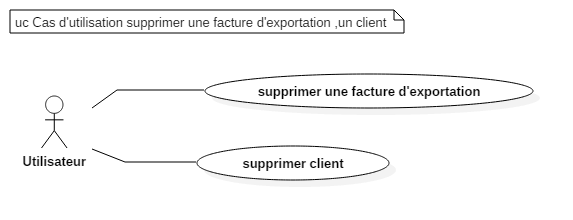 uc Cas d'utilisation supprimer une facture d'exportation ,un client
supprimer une facture d'exportation
Utilisateur
supprimer client